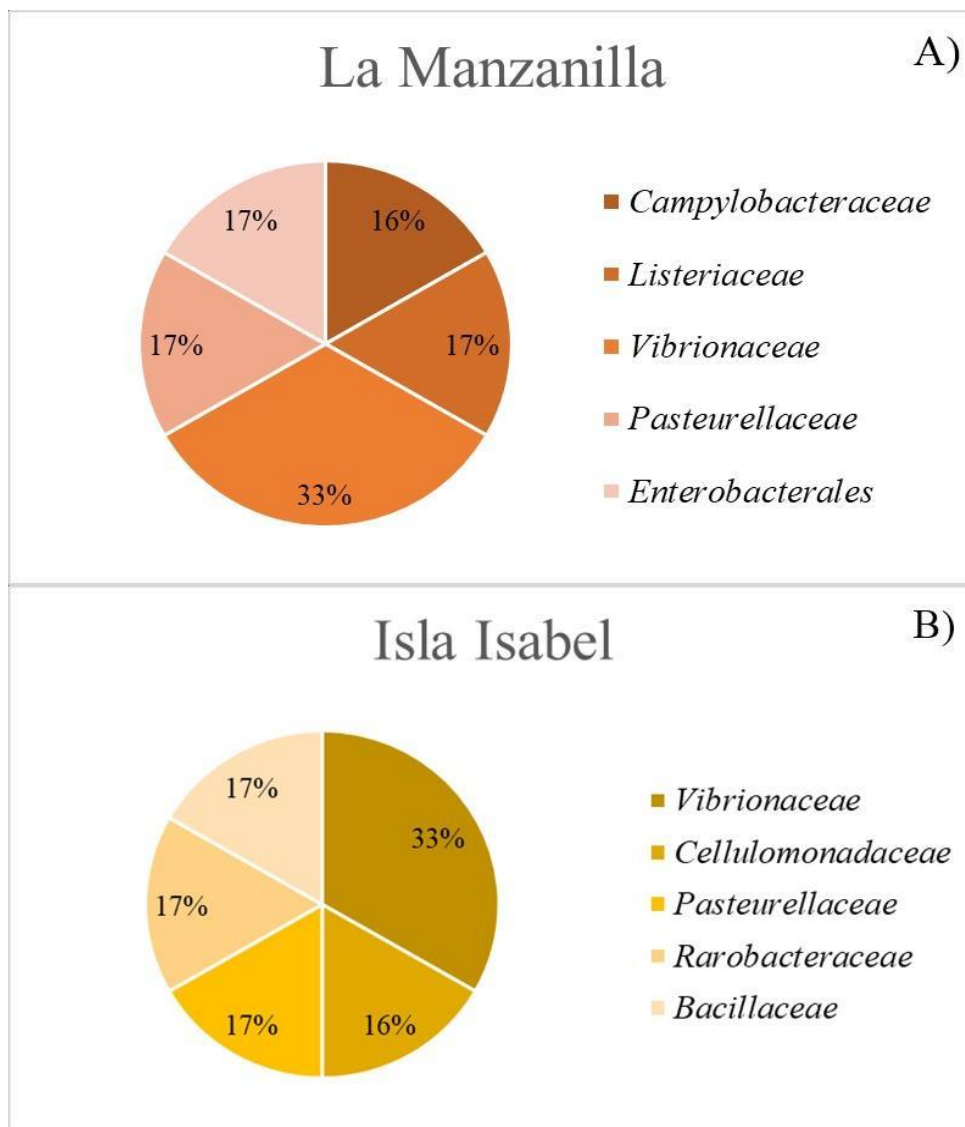 A)
La Manzanilla
17%
16%
17%
17%
33%
Campylobacteraceae
Listeriaceae
Vibrionaceae
Pasteurellaceae
Enterobacterales
B)
Isla Isabel
17%
33%
17%
17%
16%
Vibrionaceae
Cellulomonadaceae
Pasteurellaceae
Rarobacteraceae
Bacillaceae